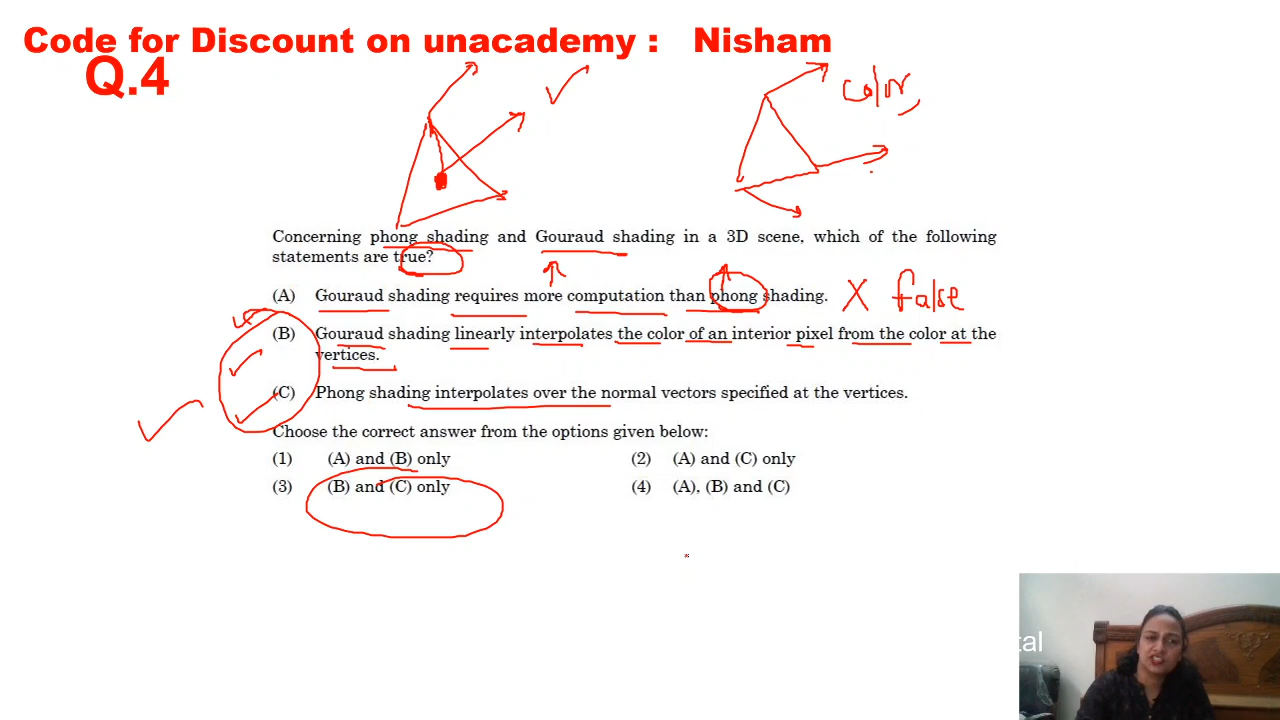 Code for Discount on unacademy : Nisham
Q.4
color,
Concerning phong shading and Gouraud shading in a 3D scene, which of the following
statements are true?
(A) Gouraud shading requires more computation than phong shading. X false
(B) Gouraud shading linearly interpolates the color of an interior pixel from the color at the
vertices.
(C) Phong shading interpolates over the normal vectors specified at the vertices.
Choose the correct answer from the options given below:
(1) (A) and (B) only (2) (A) and (C) only
(3) (B) and (C) only (4) (A), (B) and (C)
tal